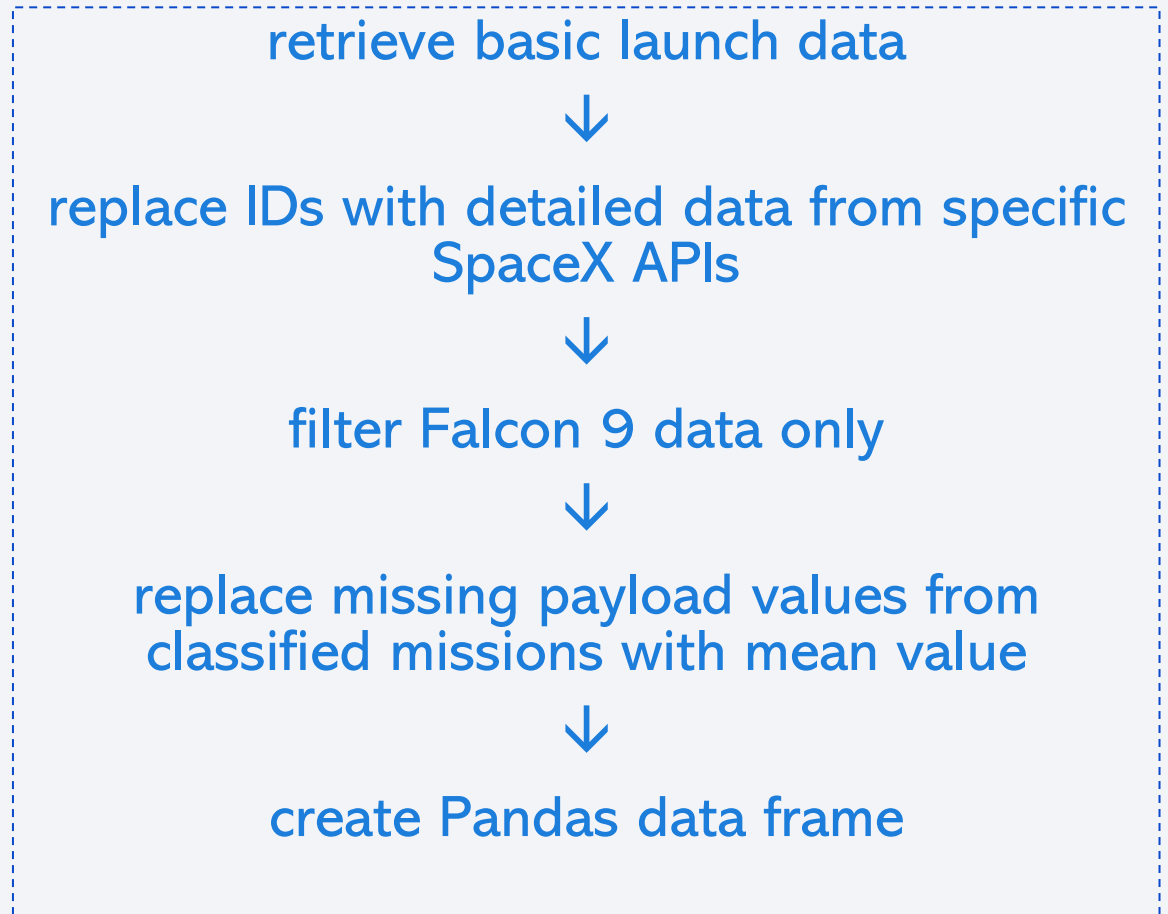 retrieve basic launch data
↓
replace IDs with detailed data from specific
SpaceX APIs
↓
filter Falcon 9 data only
↓
replace missing payload values from
classified missions with mean value
↓
create Pandas data frame